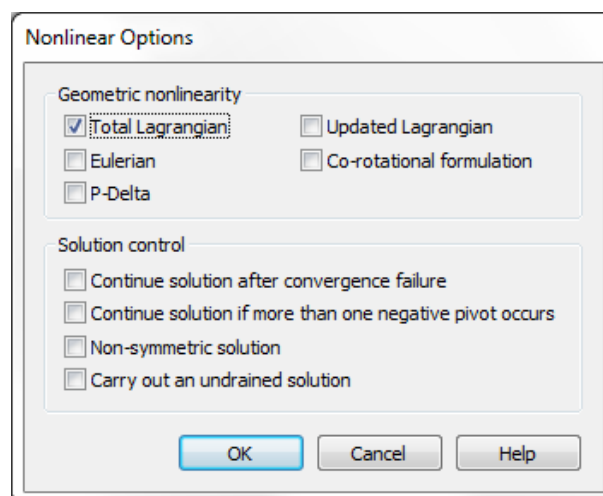 Nonlinear Options
Geometric nonlinearity
Total Lagrangian Updated Lagrangian
Eulerian Co-rotational formulation
P-Delta
Solution control
Continue solution after convergence failure
Continue solution if more than one negative pivot occurs
Non-symmetric solution
Carry out an undrained solution
OK Cancel Help